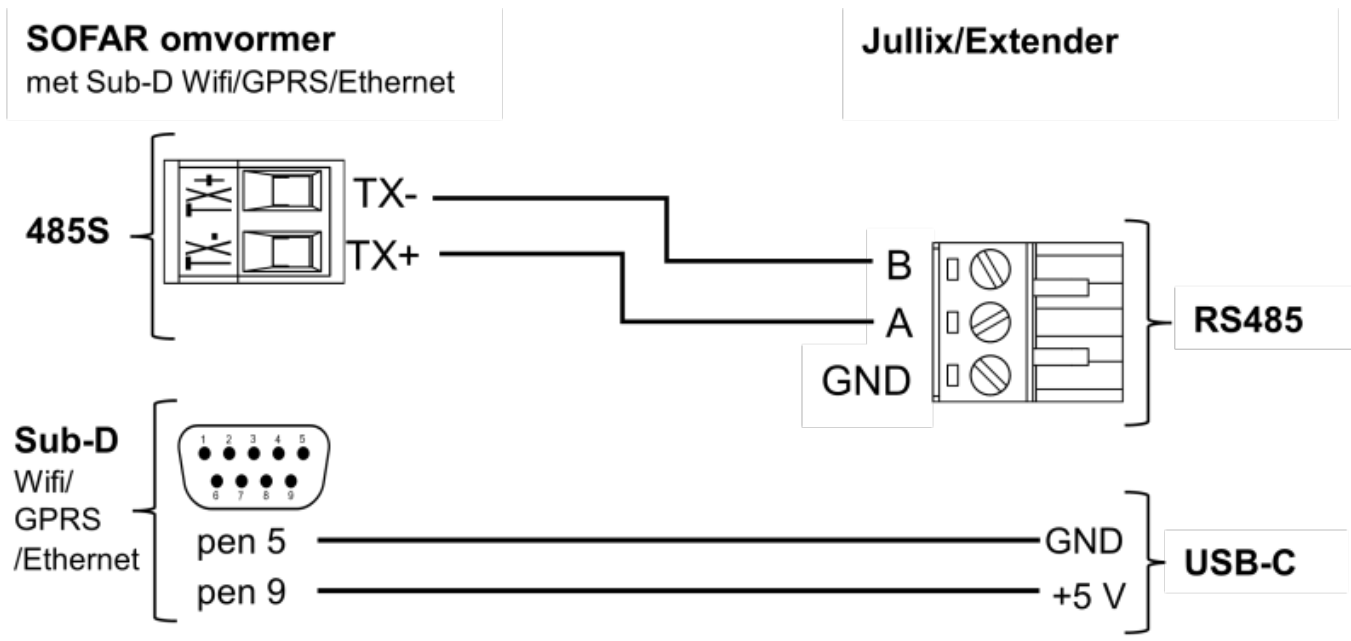 SOFAR omvormer
met Sub-D Wifi/GPRS/Ethernet
Jullix/Extender
485S
TX+
TX-
TX-
TX+
B
A
GND
RS485
Sub-D
Wifi/
GPRS
/Ethernet
1 2 3 4 5
6 7 8 9
pen 5
pen 9
GND
+5 V
USB-C